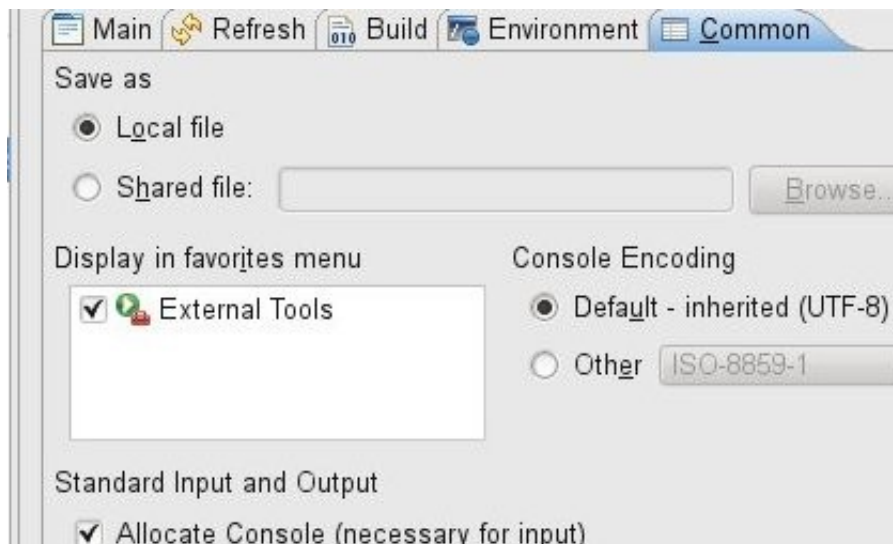 Main Refresh Build Environment Common
Save as
Local file
Shared file: Browse...
Display in favorites menu
External Tools
Console Encoding
Default - inherited (UTF-8)
Other ISO-8859-1
Standard Input and Output
Allocate Console (necessary for input)